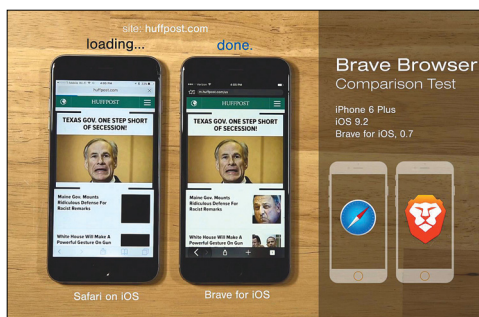 site: huffpost.com
loading...
done.
huffpost.com
HUFFPOST
TEXAS GOV. ONE STEP SHORT
OF SECESSION!
Maine Gov. Mounts
Ridiculous Defense For
Racist Remarks
White House Will Make A
Powerful Gesture On Gun
HUFFPOST
TEXAS GOV. ONE STEP SHORT
OF SECESSION!
Maine Gov. Mounts
Ridiculous Defense For
Racist Remarks
White House Will Make A
Powerful Gesture On Gun
Safari on iOS
Brave for iOS
Brave Browser
Comparison Test
iPhone 6 Plus
iOS 9.2
Brave for iOS, 0.7